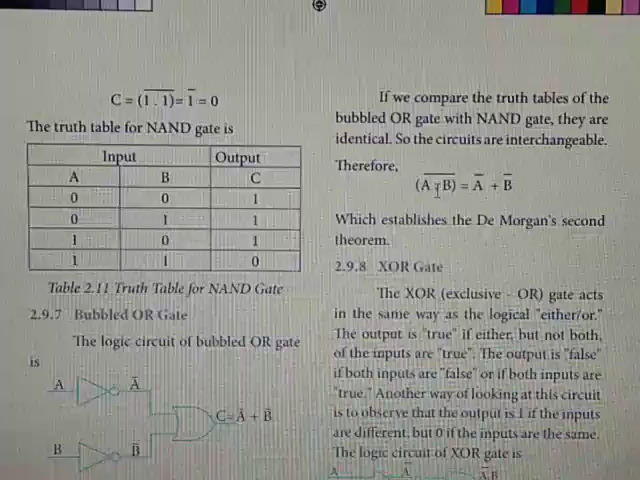 C = (1 . 1)̅ = 1̅ = 0
The truth table for NAND gate is
Input Output
A B C
0 0 1
0 1 1
1 0 1
1 1 0
Table 2.11 Truth Table for NAND Gate
2.9.7 Bubbled OR Gate
The logic circuit of bubbled OR gate
is
A A̅
C=A̅ + B̅
B B̅
If we compare the truth tables of the
bubbled OR gate with NAND gate, they are
identical. So the circuits are interchangeable.
Therefore,
(A . B)̅ = A̅ + B̅
Which establishes the De Morgan's second
theorem.
2.9.8 XOR Gate
The XOR (exclusive - OR) gate acts
in the same way as the logical "either/or."
The output is "true" if either, but not both,
of the inputs are "true". The output is "false"
if both inputs are "false" or if both inputs are
"true." Another way of looking at this circuit
is to observe that the output is 1 if the inputs
are different, but 0 if the inputs are the same.
The logic circuit of XOR gate is
A A̅ A̅.B